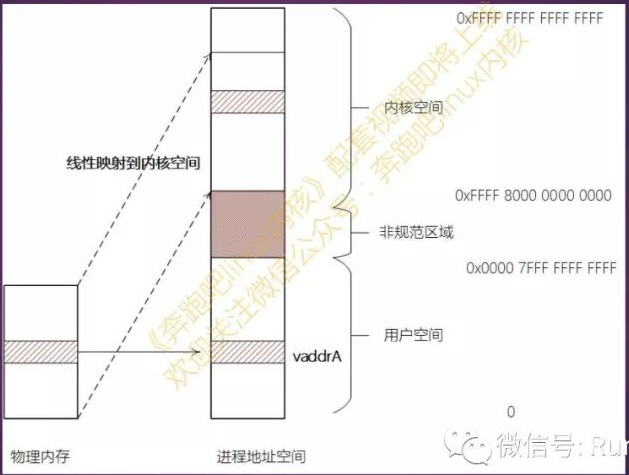 0xFFFF FFFF FFFF FFFF
内核空间
线性映射到内核空间
0xFFFF 8000 0000 0000
非规范区域
0x0000 7FFF FFFF FFFF
用户空间
vaddrA
0
物理内存
进程地址空间
《奔跑吧linux内核》配套视频即将上线
欢迎关注微信公众号：奔跑吧linux内核
微信号: Run